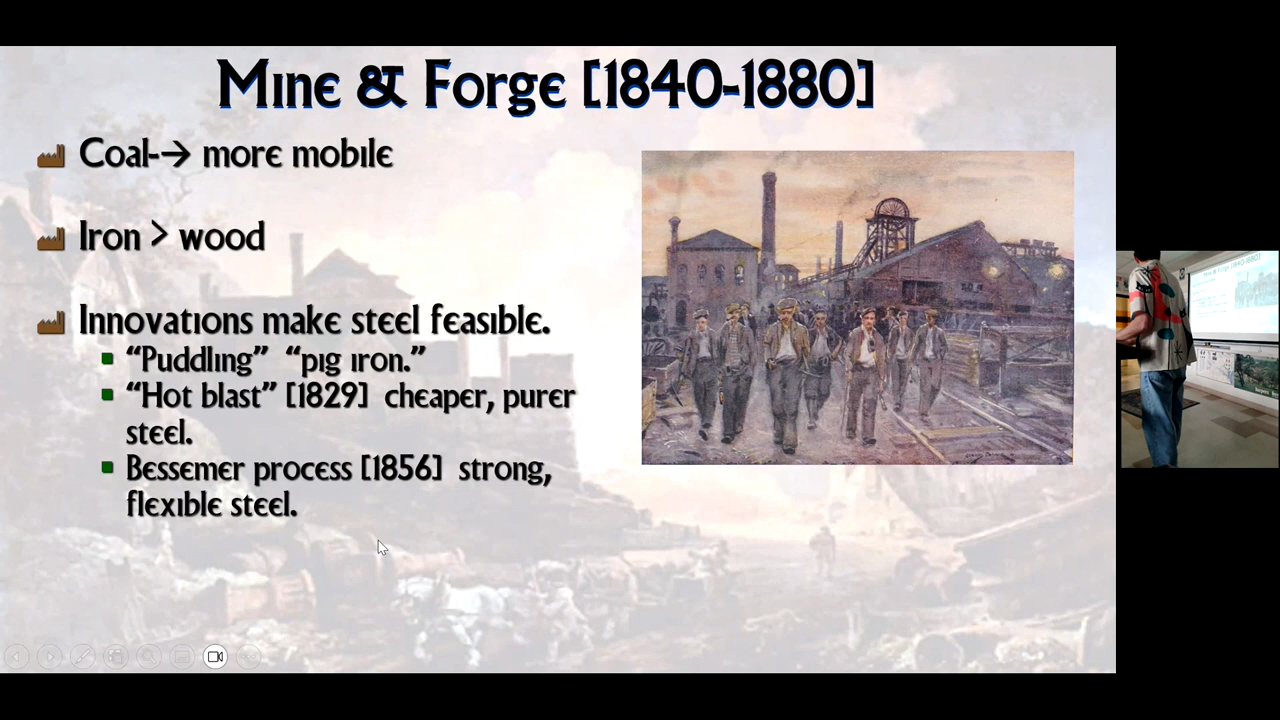 Mine & Forge [1840-1880]
Coal-→ more mobile
Iron > wood
Innovations make steel feasible.
“Puddling” “pig iron.”
“Hot blast” [1829] cheaper, purer
steel.
Bessemer process [1856] strong,
flexible steel.